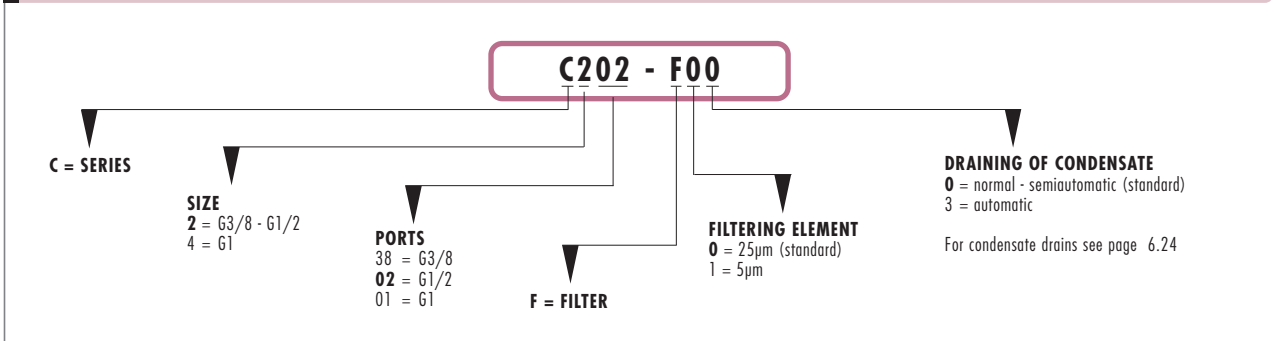 C202 - F00
C = SERIES
SIZE
2 = G3/8 - G1/2
4 = G1
PORTS
38 = G3/8
02 = G1/2
01 = G1
F = FILTER
FILTERING ELEMENT
0 = 25µm (standard)
1 = 5µm
DRAINING OF CONDENSATE
0 = normal - semiautomatic (standard)
3 = automatic
For condensate drains see page 6.24